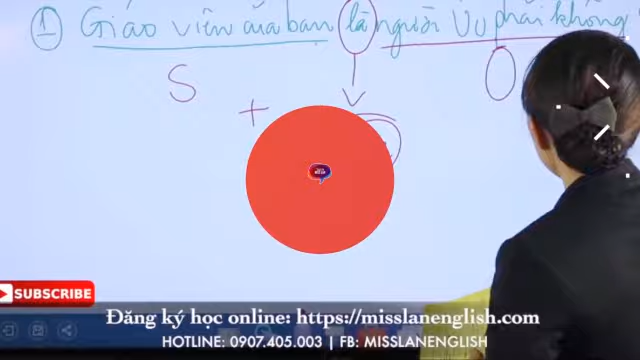 ① Giáo viên của bạn là người Úc phải không
S
O
+
SUBSCRIBE
Đăng ký học online: https://misslanenglish.com
HOTLINE: 0907.405.003 | FB: MISSLANENGLISH